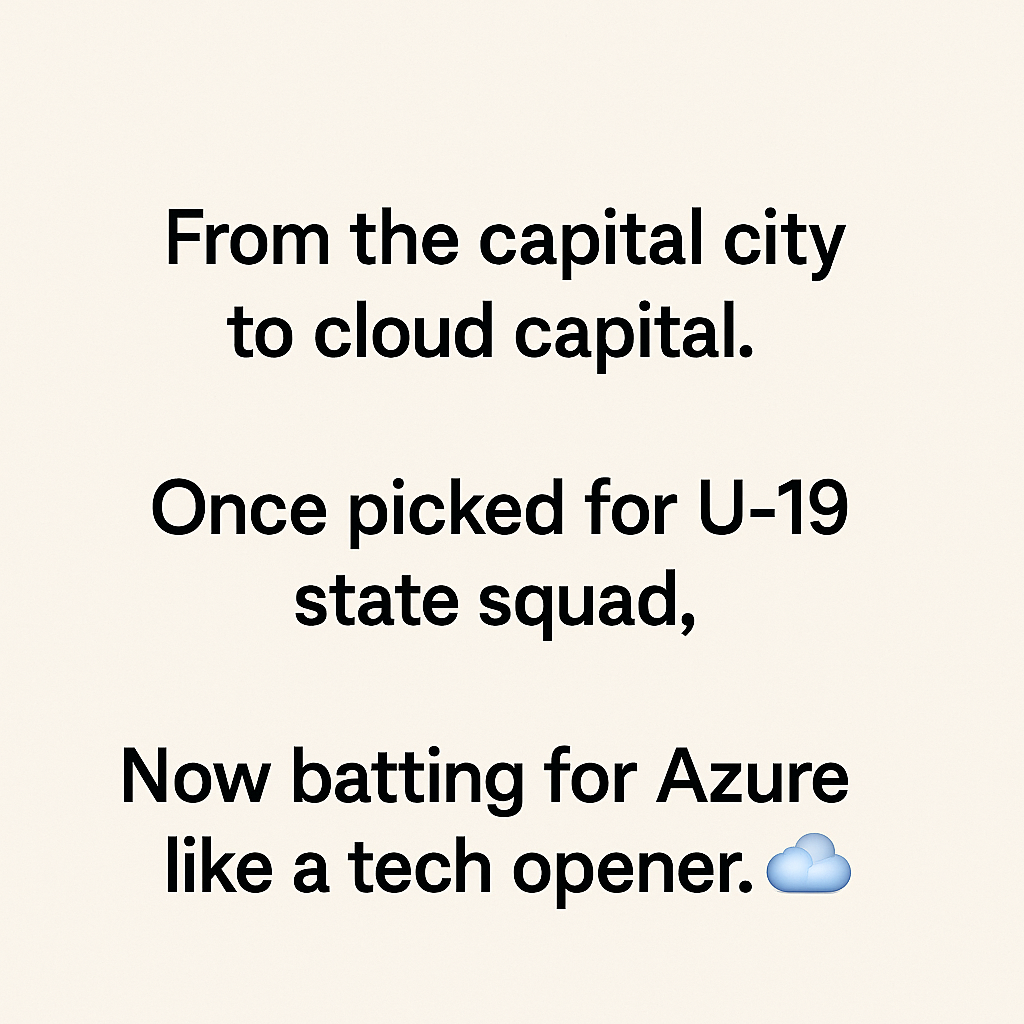 From the capital city
to cloud capital.
Once picked for U-19
state squad,
Now batting for Azure
like a tech opener. ☁️